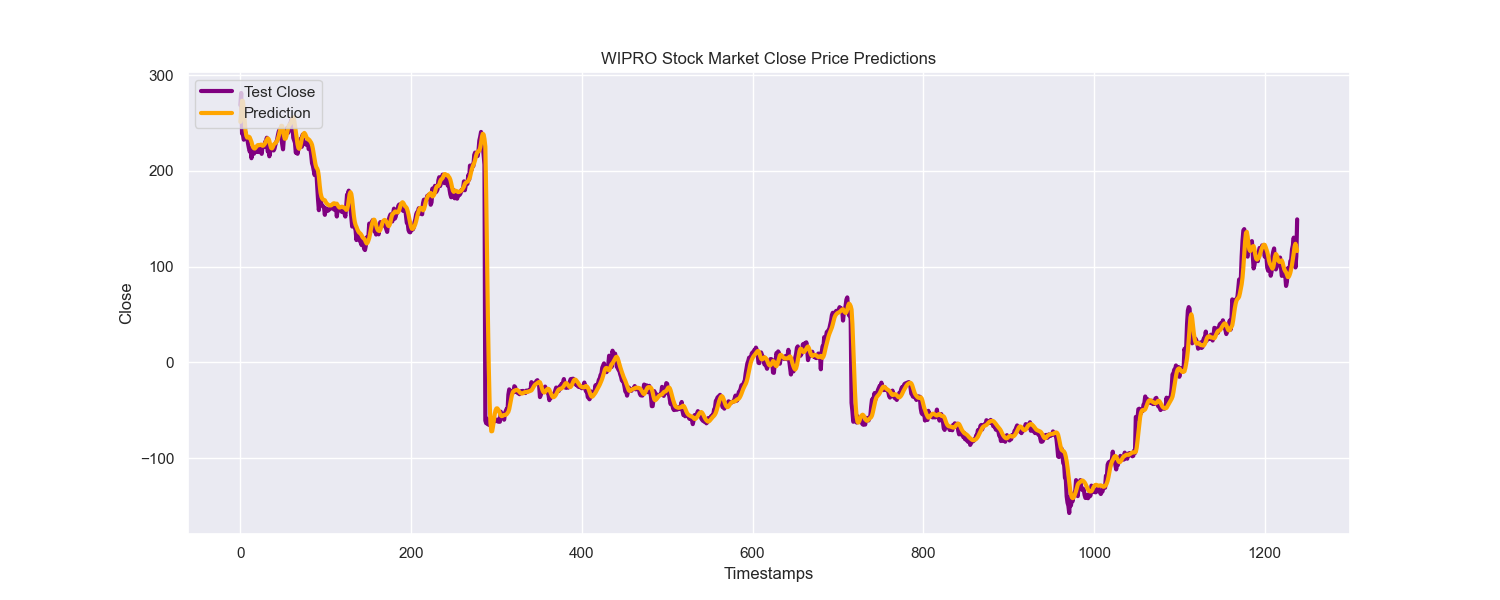 WIPRO Stock Market Close Price Predictions
300
200
100
0
−100
Close
Test Close
Prediction
0 200 400 600 800 1000 1200
Timestamps